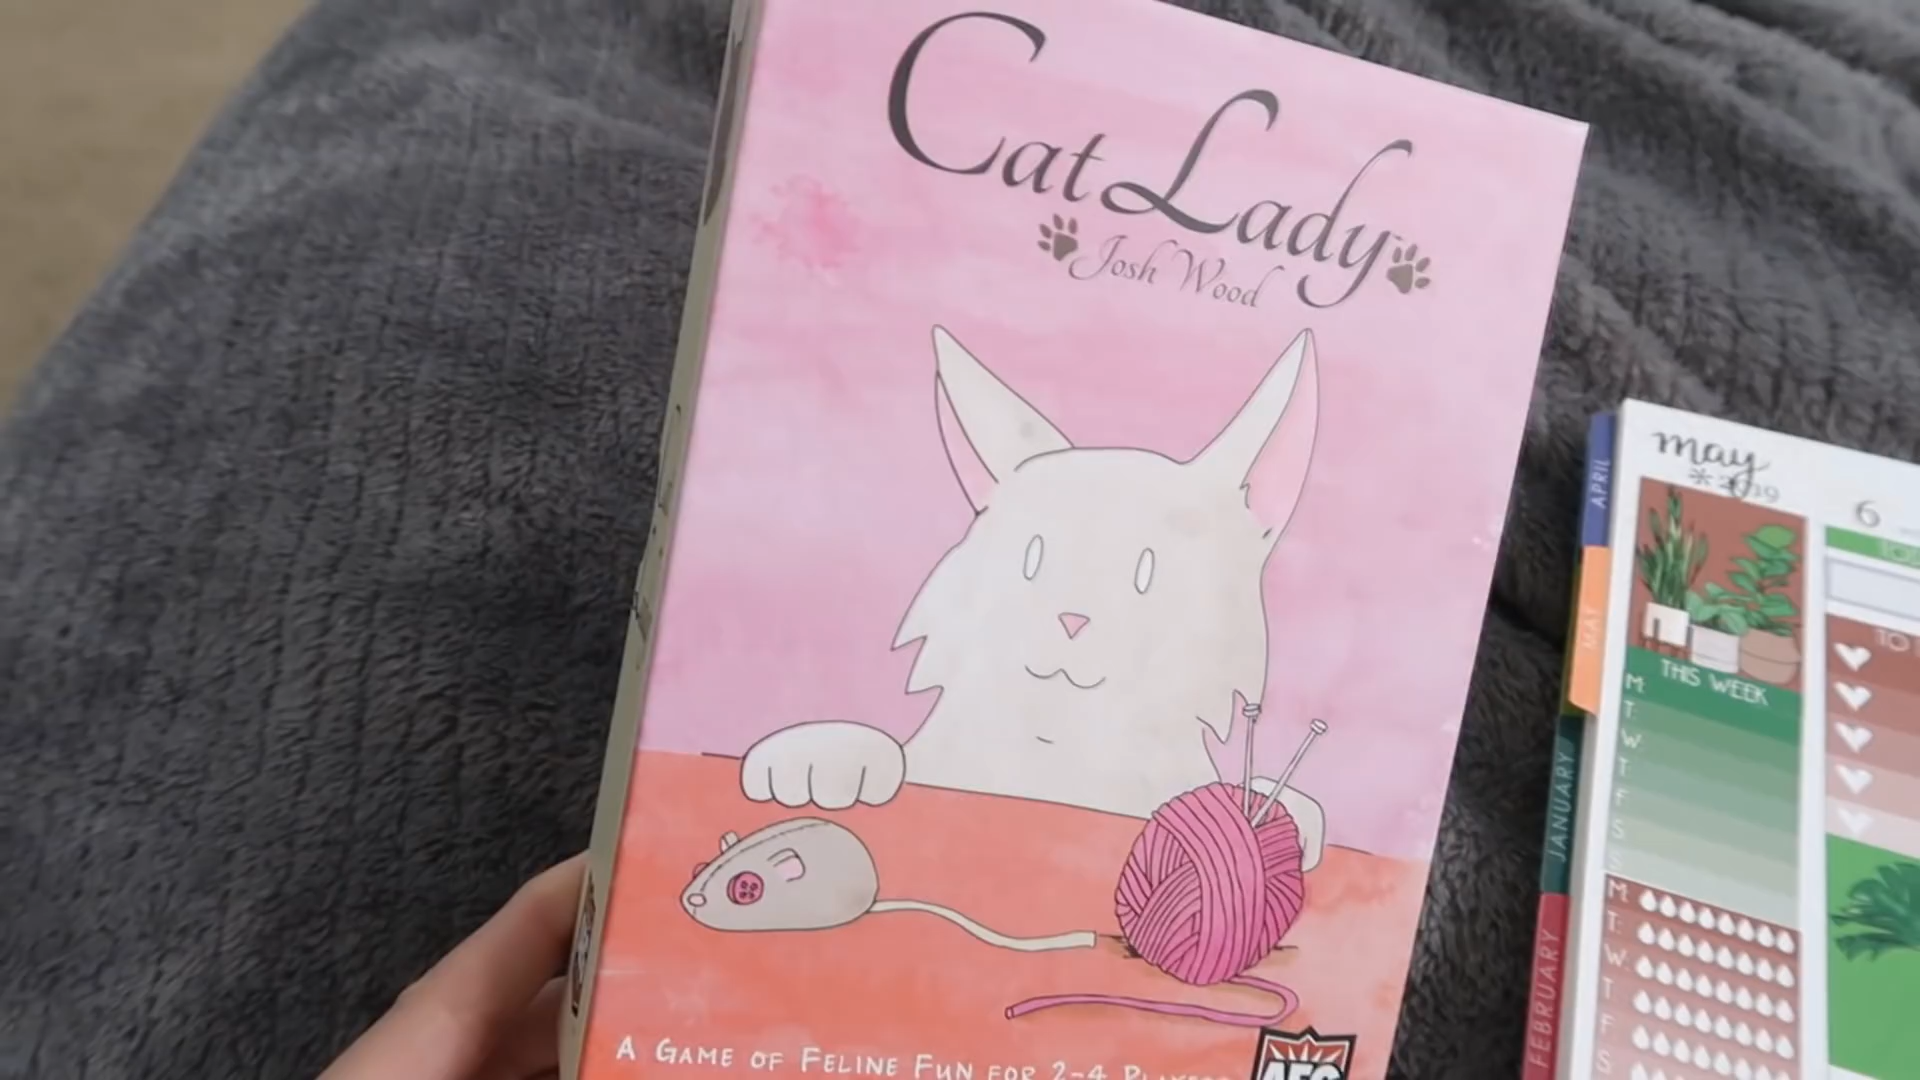 Cat Lady
Josh Wood
A GAME OF FELINE FUN FOR 2-4 PLAYERS
AEG
APRIL
MAY
JANUARY
FEBRUARY
may
2019
6
THIS WEEK
M:
T:
W:
T:
F:
S:
S:
M:
T:
W:
T:
F:
S: